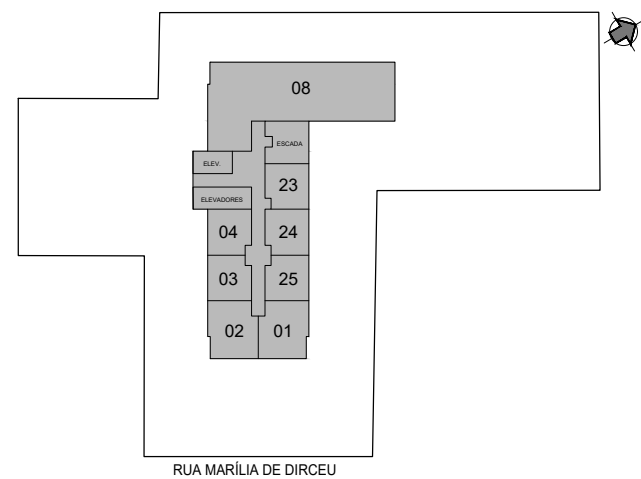 08
ESCADA
ELEV.
23
ELEVADORES
04
24
03
25
02
01
RUA MARÍLIA DE DIRCEU